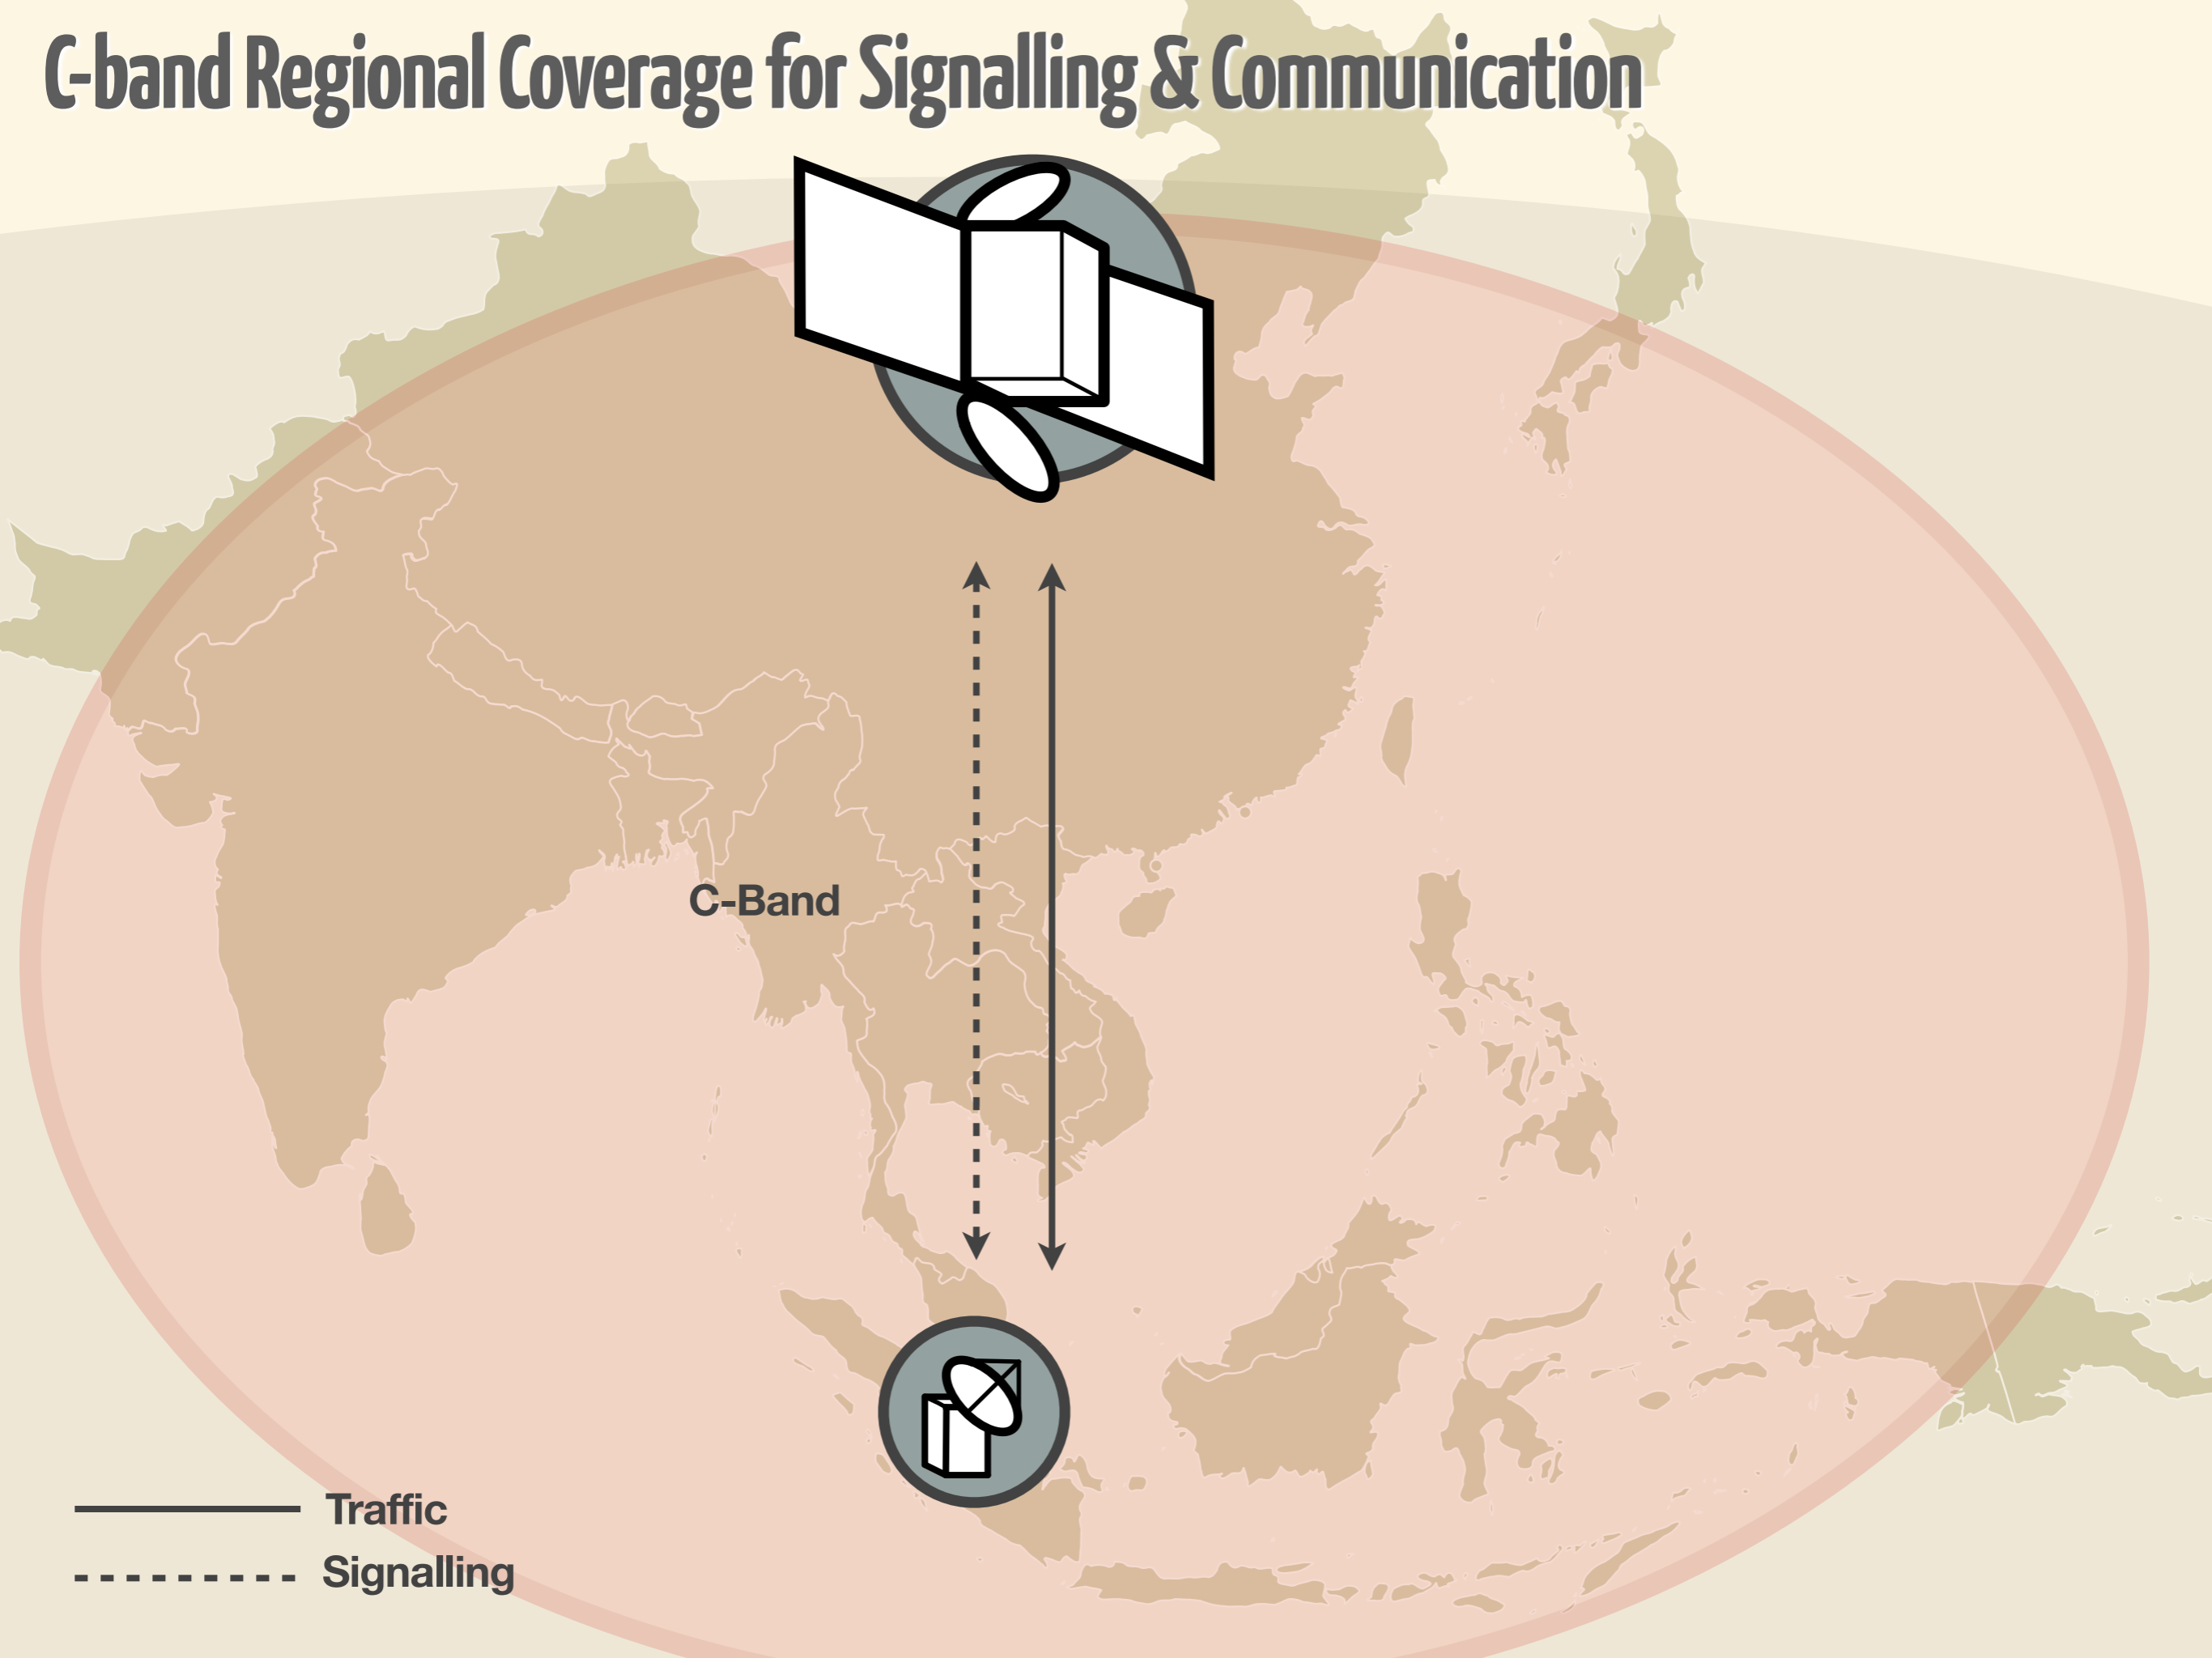 C-band Regional Coverage for Signalling & Communication
C-Band
Traffic
Signalling